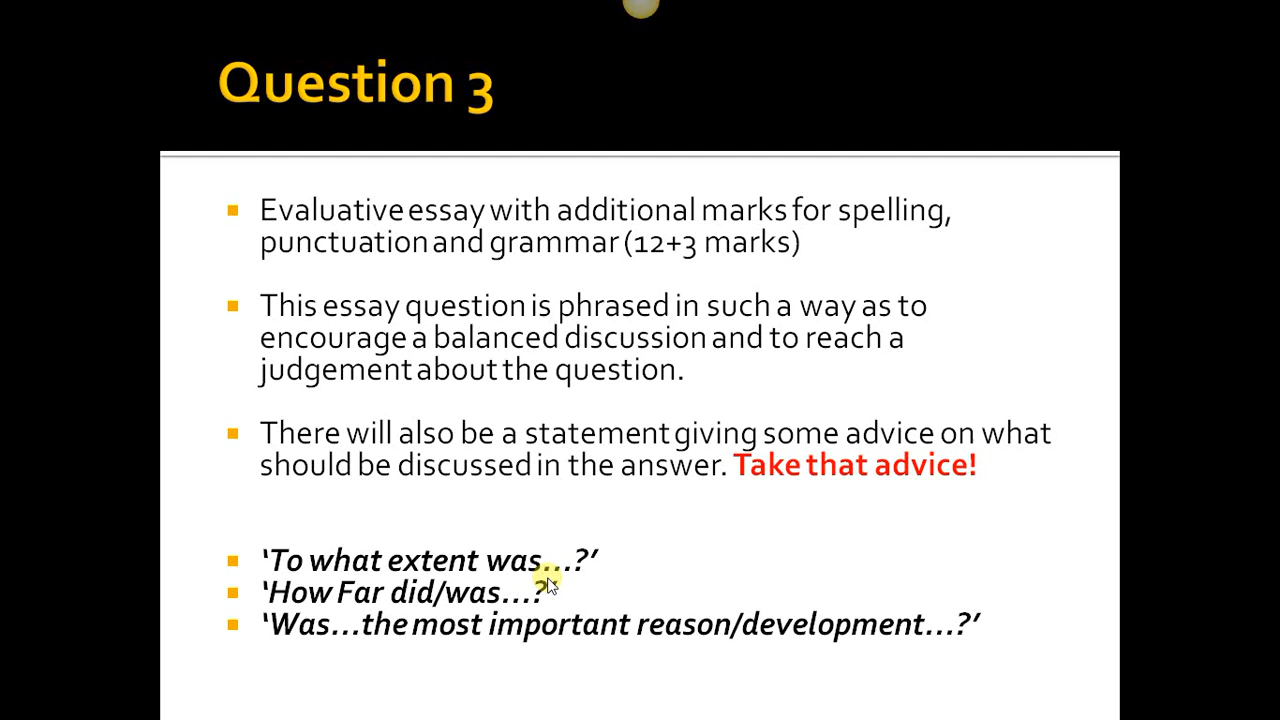 Question 3
Evaluative essay with additional marks for spelling,
punctuation and grammar (12+3 marks)
This essay question is phrased in such a way as to
encourage a balanced discussion and to reach a
judgement about the question.
There will also be a statement giving some advice on what
should be discussed in the answer. Take that advice!
‘To what extent was…?’
‘How Far did/was…?’
‘Was…the most important reason/development…?’